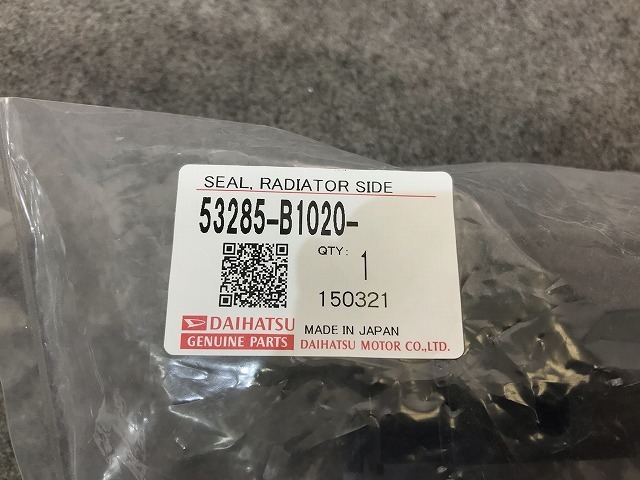 SEAL, RADIATOR SIDE
53285-B1020-
QTY: 1
150321
DAIHATSU
GENUINE PARTS
MADE IN JAPAN
DAIHATSU MOTOR CO.,LTD.